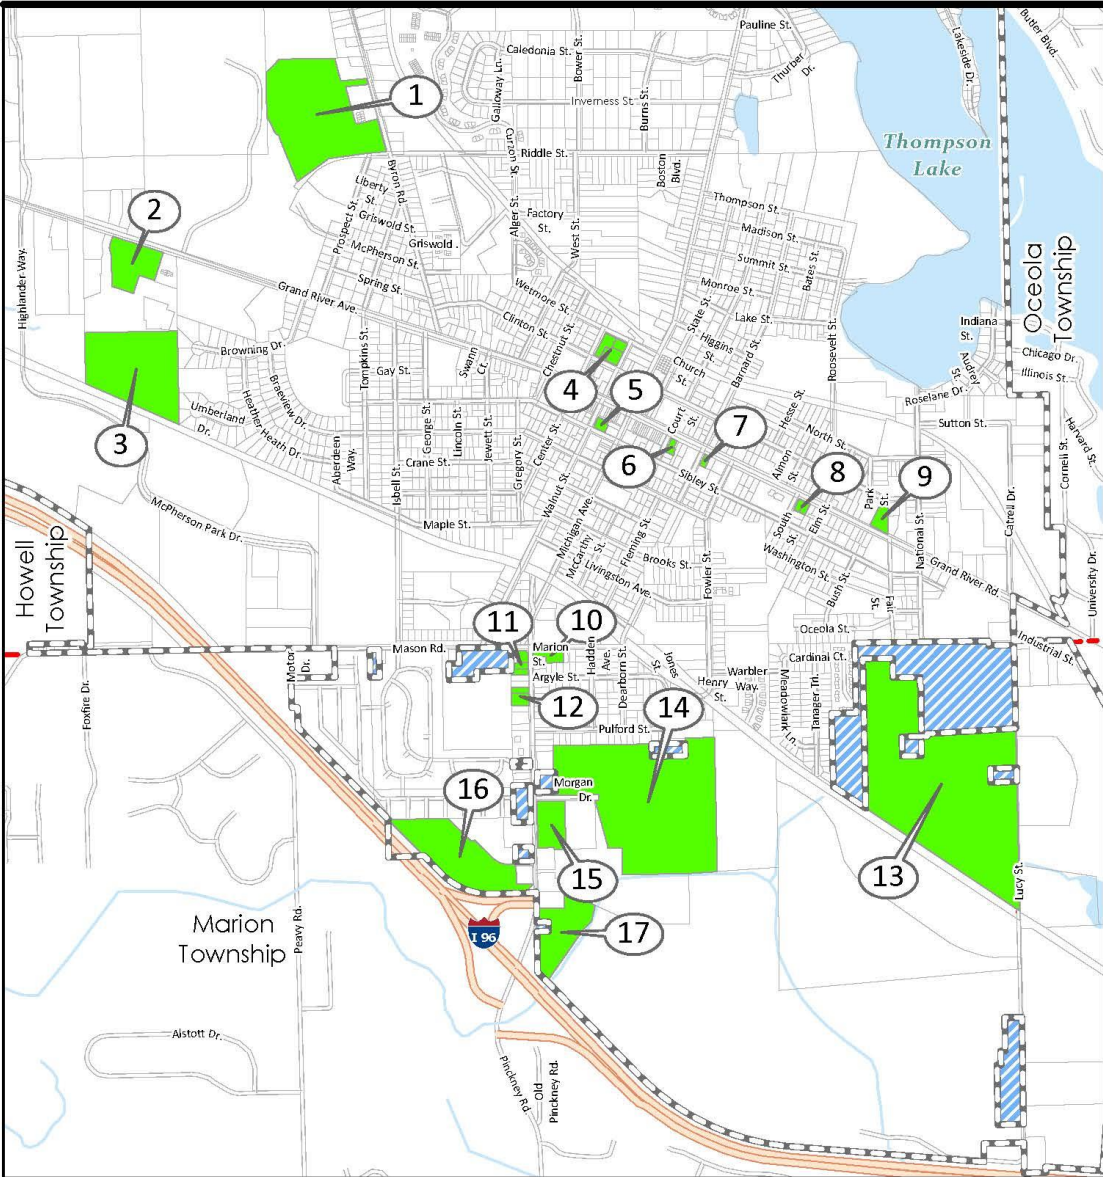 Pauline St.
Butler Blvd.
Lakeside Dr.
Caledonia St.
Bower St.
Thurber
Dr.
Galloway Ln.
Inverness St.
Burns St.
1
Curzon St.
Riddle St.
Boston
Blvd.
Thompson
Lake
Byron Rd.
Liberty
St.
Prospect St.
Griswold St.
Griswold .
McPherson St.
Alger St.
Factory
St.
West St.
Thompson St.
Madison St.
Summit St.
Bates St.
2
Highlander Way.
Oceola
Township
Spring St.
Grand River Ave.
Wetmore St.
Clinton St.
Chestnut St.
Monroe St.
State St.
Lake St.
Higgins
St.
Church
St.
Barnard St.
Roosevelt St.
Indiana
St.
Chicago Dr.
Illinois St.
Audrey
St.
Roselane Dr.
Browning Dr.
Tompkins St.
Gay St.
Swann
Ct.
4
5
Court
St.
Hesse St.
North St.
Sutton St.
Harvard St.
Braeview Dr.
Heather Heath Dr.
Umberland
Dr.
3
Aberdeen
Way.
George St.
Lincoln St.
Jewett St.
Gregory St.
Center St.
Crane St.
Isbell St.
6
7
Sibley St.
Almon
St.
8
9
Park
St.
Cornell St.
Catrell Dr.
McPherson Park Dr.
Maple St.
Walnut St.
Michigan Ave.
McCarthy
St.
Fleming St.
South
St.
Elm St.
National St.
Howell
Township
Brooks St.
Livingston Ave.
Fowler St.
Washington St.
Bush St.
Grand River Rd.
Fair
St.
University Dr.
Oceola St.
Industrial St.
11
10
Marion
St.
Argyle St.
Hadden
Ave.
Dearborn St.
Jones
St.
Mason Rd.
Motor
Dr.
Foxfire Dr.
Henry
St.
Warbler
Way.
Cardinal Ct.
Meadowlark Ln.
Tanager Trl.
12
14
Pulford St.
16
Morgan
Dr.
15
13
Lucy St.
17
Marion
Township
Peavy Rd.
I 96
Alstott Dr.
Pinckney Rd
Old
Pinckney Rd.